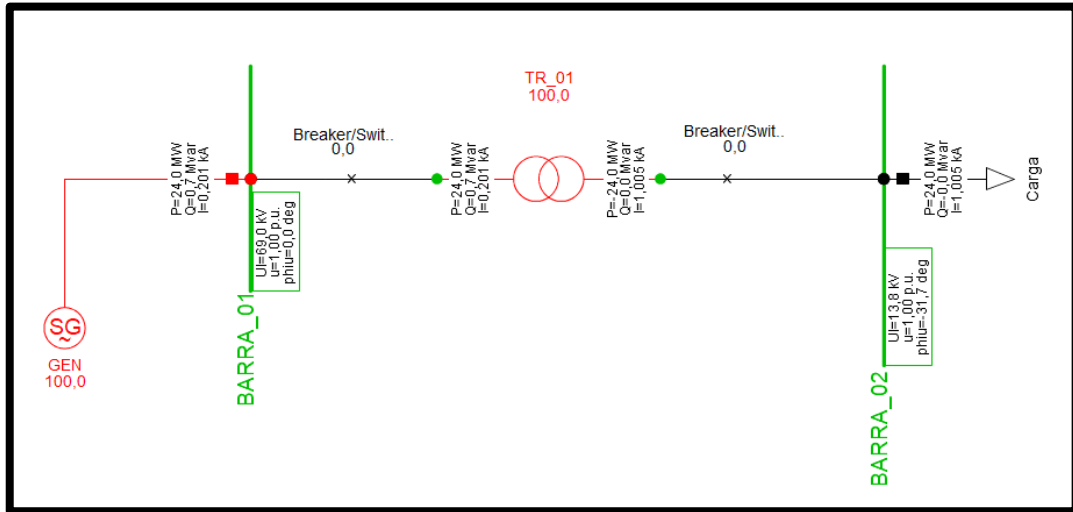 TR_01
100,0
Breaker/Swit..
0,0
Breaker/Swit..
0,0
P=24,0 MW
Q=0,7 Mvar
I=0,201 kA
P=24,0 MW
Q=0,7 Mvar
I=0,201 kA
P=-24,0 MW
Q=0,0 Mvar
I=1,005 kA
P=24,0 MW
Q=-0,0 Mvar
I=1,005 kA
Carga
Ul=69,0 kV
u=1,00 p.u.
phiu=0,0 deg
BARRA_01
Ul=13,8 kV
u=1,00 p.u.
phiu=-31,7 deg
BARRA_02
SG
~
GEN
100,0